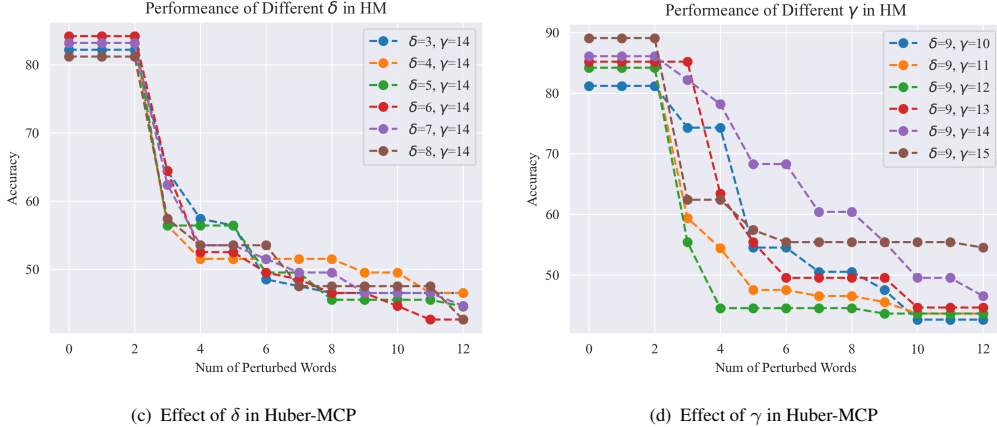 Performeance of Different δ in HM
80
70
60
50
Accuracy
0 2 4 6 8 10 12
Num of Perturbed Words
δ=3, γ=14
δ=4, γ=14
δ=5, γ=14
δ=6, γ=14
δ=7, γ=14
δ=8, γ=14
(c) Effect of δ in Huber-MCP
Performeance of Different γ in HM
90
80
70
60
50
Accuracy
0 2 4 6 8 10 12
Num of Perturbed Words
δ=9, γ=10
δ=9, γ=11
δ=9, γ=12
δ=9, γ=13
δ=9, γ=14
δ=9, γ=15
(d) Effect of γ in Huber-MCP